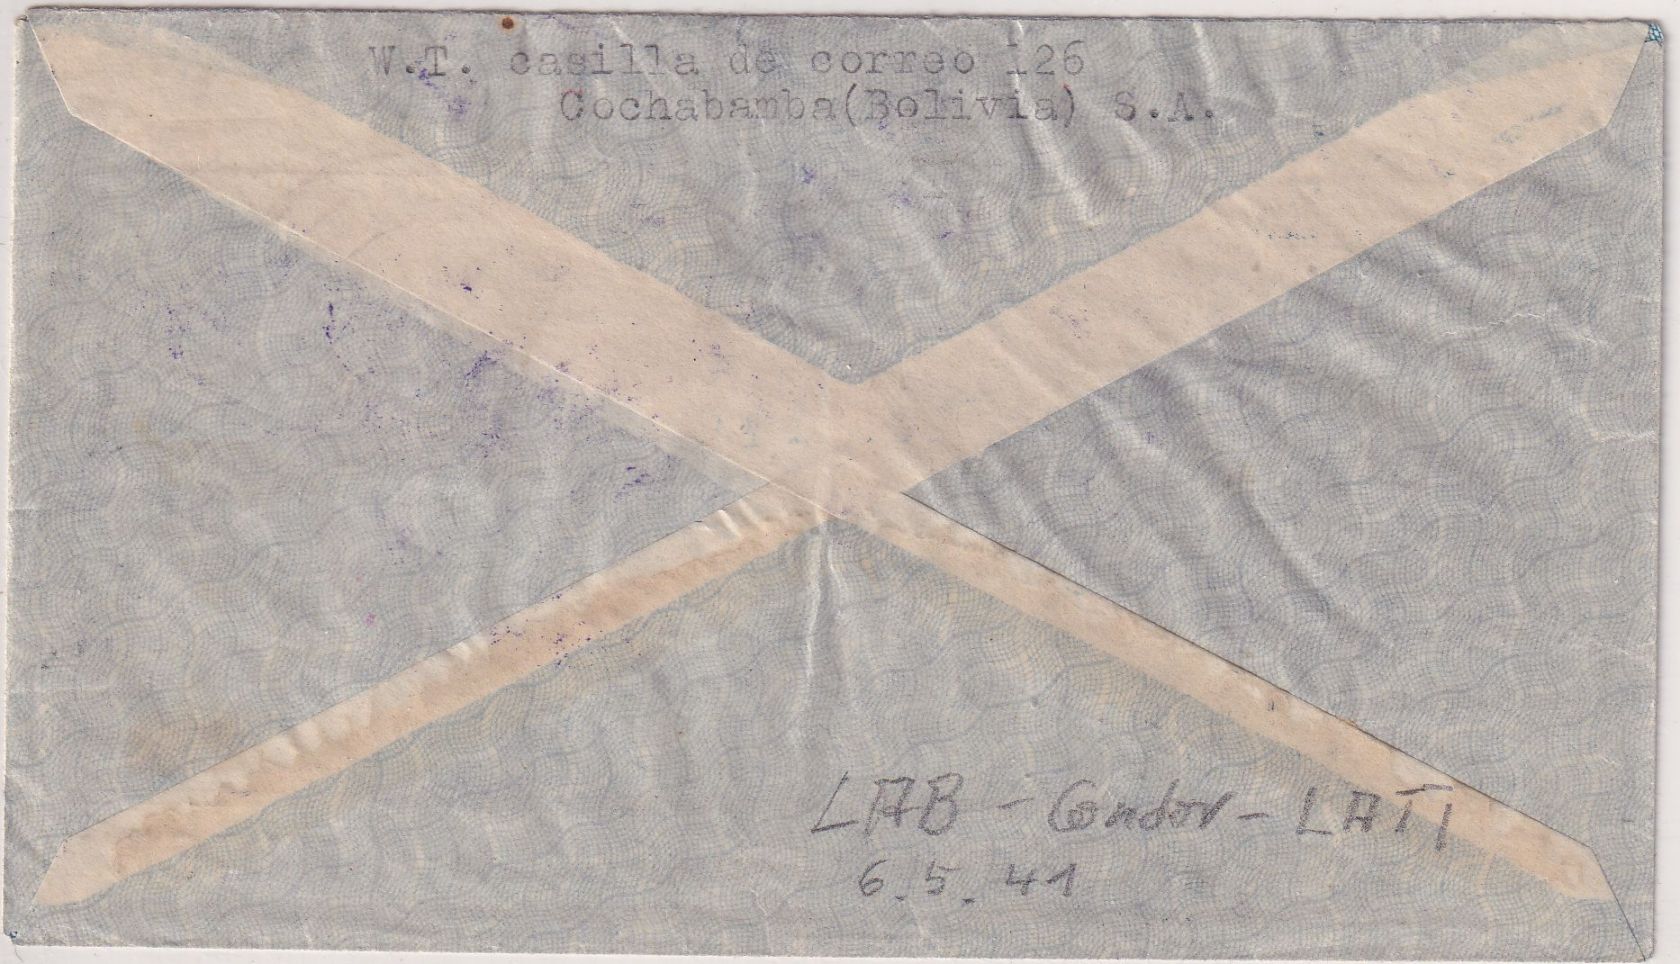 W.T. casilla de correo 126
Cochabamba(Bolivia) S.A.
LAB - Condor - LATI
6.5.41